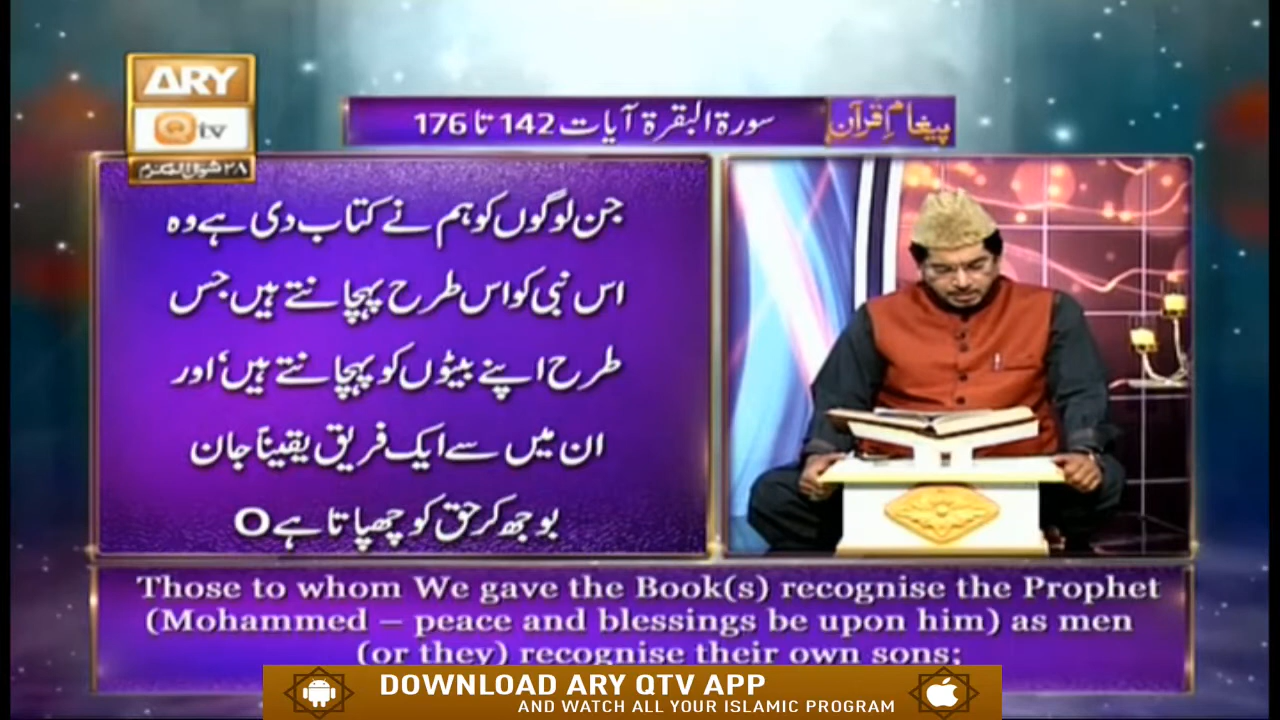 ARY
Qtv
۲۸ شوال المکرم
پیغامِ قرآن
سورۃ البقرۃ آیات 142 تا 176
جن لوگوں کو ہم نے کتاب دی ہے وہ
اس نبی کو اس طرح پہچانتے ہیں جس
طرح اپنے بیٹوں کو پہچانتے ہیں، اور
ان میں سے ایک فریق یقیناً جان
بوجھ کر حق کو چھپاتا ہے O
Those to whom We gave the Book(s) recognise the Prophet
(Mohammed – peace and blessings be upon him) as men
(or they) recognise their own sons;
DOWNLOAD ARY QTV APP
AND WATCH ALL YOUR ISLAMIC PROGRAM